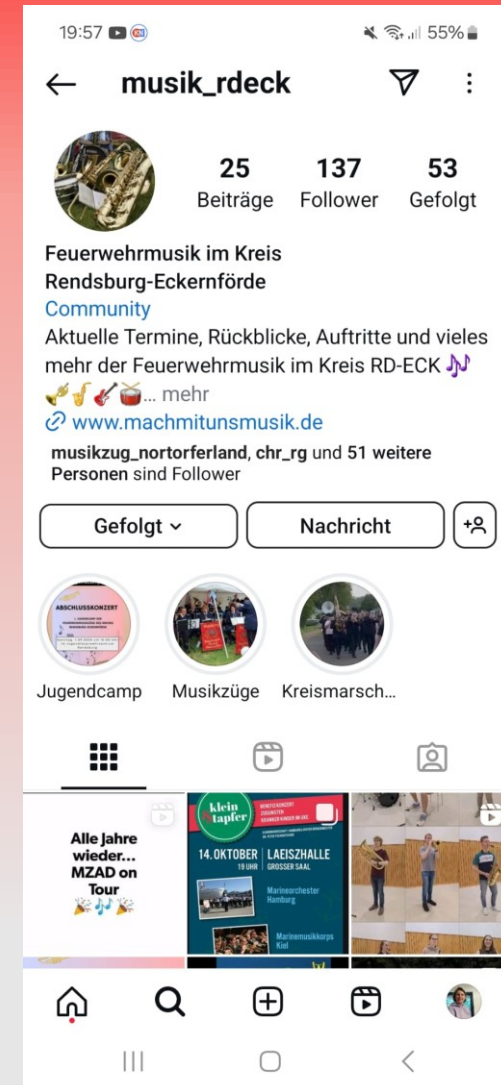 19:57
55%
musik_rdeck
25
137
53
Beiträge
Follower
Gefolgt
Feuerwehrmusik im Kreis
Rendsburg-Eckernförde
Community
Aktuelle Termine, Rückblicke, Auftritte und vieles
mehr der Feuerwehrmusik im Kreis RD-ECK 🎶
🎺🎷🎸🥁... mehr
www.machmitunsmusik.de
musikzug_nortorferland, chr_rg und 51 weitere
Personen sind Follower
Gefolgt
Nachricht
ABSCHLUSSKONZERT
Jugendcamp
Musikzüge
Kreismarsch...
Alle Jahre
wieder...
MZAD on
Tour
🎉🎶🎉
klein
&tapfer
BENEFIZKONZERT
ZUGUNSTEN
14. OKTOBER
19 UHR
LAEISZHALLE
GROSSER SAAL
Marineorchester
Hamburg
Marinemusikkorps
Kiel